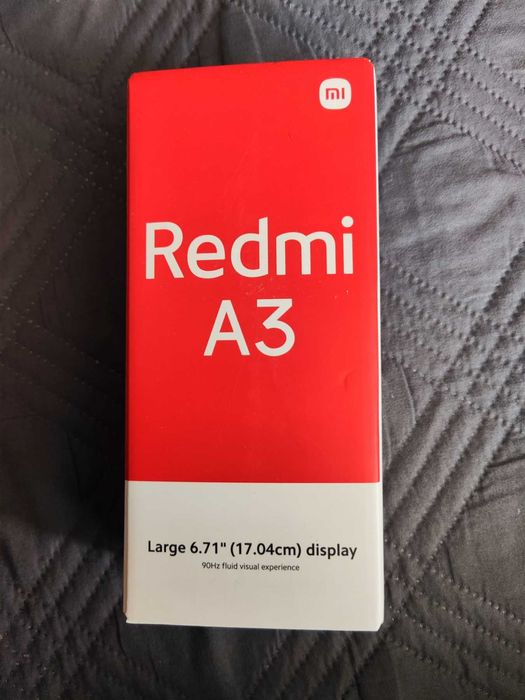 mi
Redmi
A3
Large 6.71" (17.04cm) display
90Hz fluid visual experience